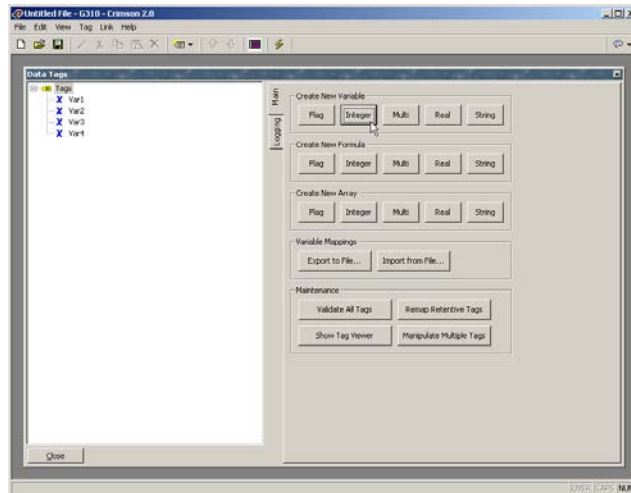 Untitled File - G310 - Crimson 2.0
File Edit View Tag Link Help
Data Tags
Tags
Var1
Var2
Var3
Var4
Main
Logging
Create New Variable
Flag Integer Multi Real String
Create New Formula
Flag Integer Multi Real String
Create New Array
Flag Integer Multi Real String
Variable Mappings
Export to File... Import from File...
Maintenance
Validate All Tags Remap Retentive Tags
Show Tag Viewer Manipulate Multiple Tags
Close
OVER CAPS NUM